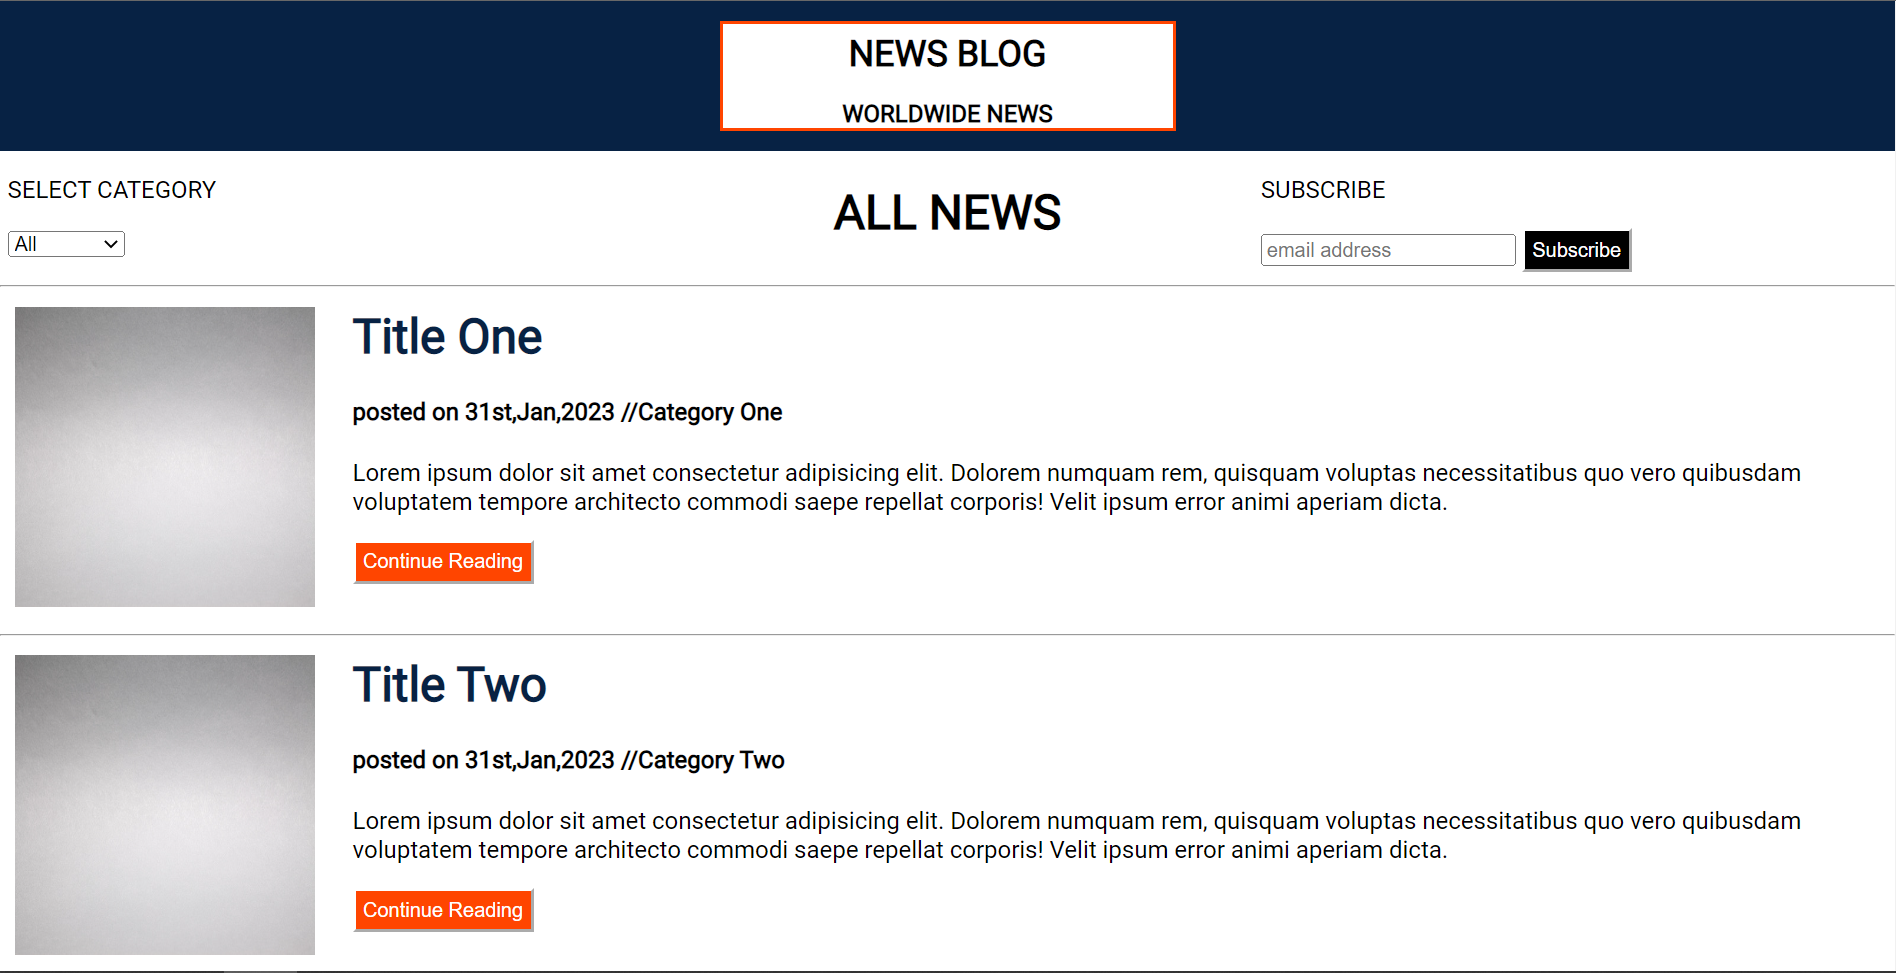 NEWS BLOG
WORLDWIDE NEWS
SELECT CATEGORY
All
ALL NEWS
SUBSCRIBE
email address
Subscribe
Title One
posted on 31st,Jan,2023 //Category One
Lorem ipsum dolor sit amet consectetur adipisicing elit. Dolorem numquam rem, quisquam voluptas necessitatibus quo vero quibusdam
voluptatem tempore architecto commodi saepe repellat corporis! Velit ipsum error animi aperiam dicta.
Continue Reading
Title Two
posted on 31st,Jan,2023 //Category Two
Lorem ipsum dolor sit amet consectetur adipisicing elit. Dolorem numquam rem, quisquam voluptas necessitatibus quo vero quibusdam
voluptatem tempore architecto commodi saepe repellat corporis! Velit ipsum error animi aperiam dicta.
Continue Reading